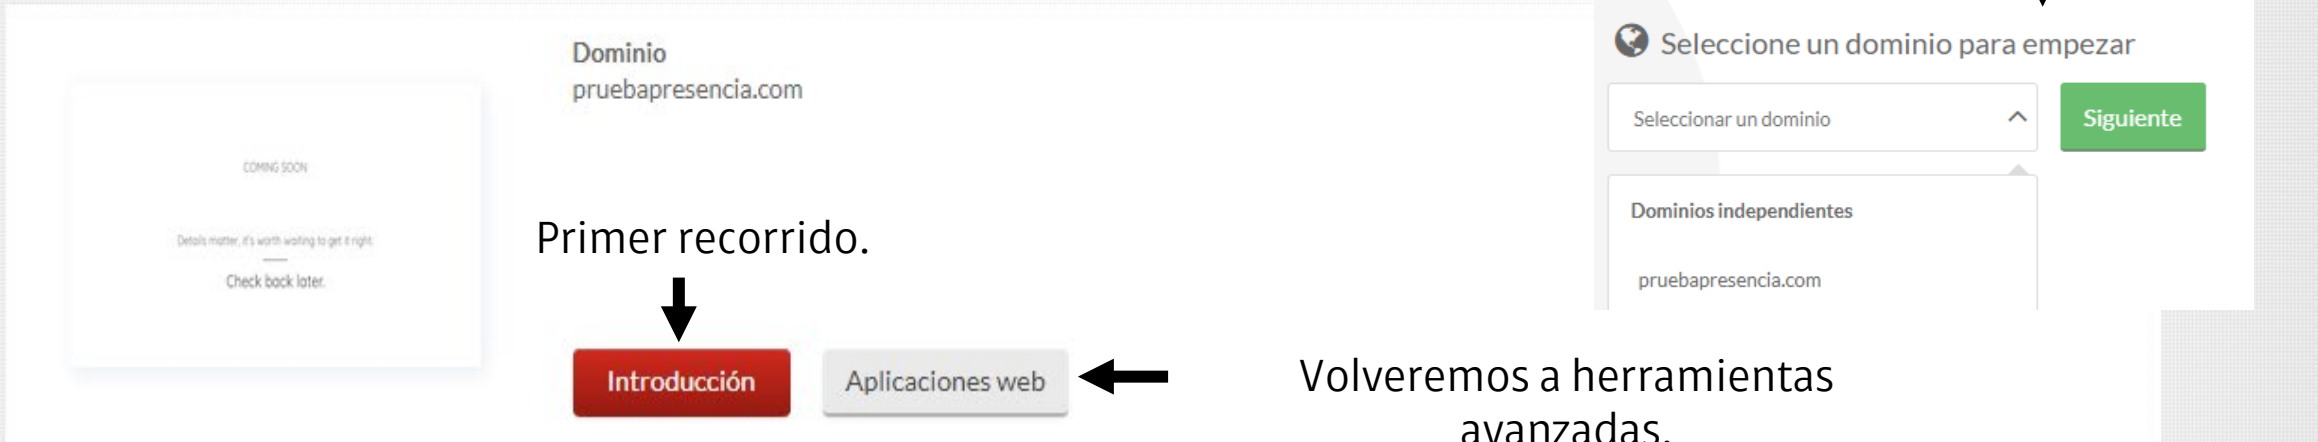 Dominio
pruebapresencia.com
COMING SOON
Details matter, it's worth waiting to get it right.
Check back later.
Primer recorrido.
Introducción
Aplicaciones web
Seleccione un dominio para empezar
Seleccionar un dominio
Siguiente
Dominios independientes
pruebapresencia.com
Volveremos a herramientas
avanzadas.